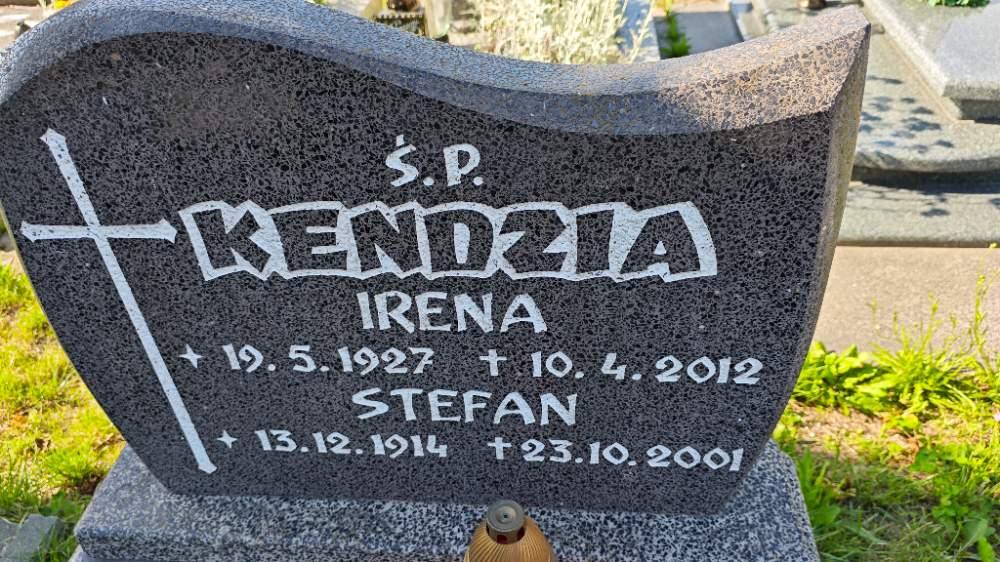 Ś.P.
KENDZIA
IRENA
19.5.1927 10.4.2012
STEFAN
13.12.1914 23.10.2001